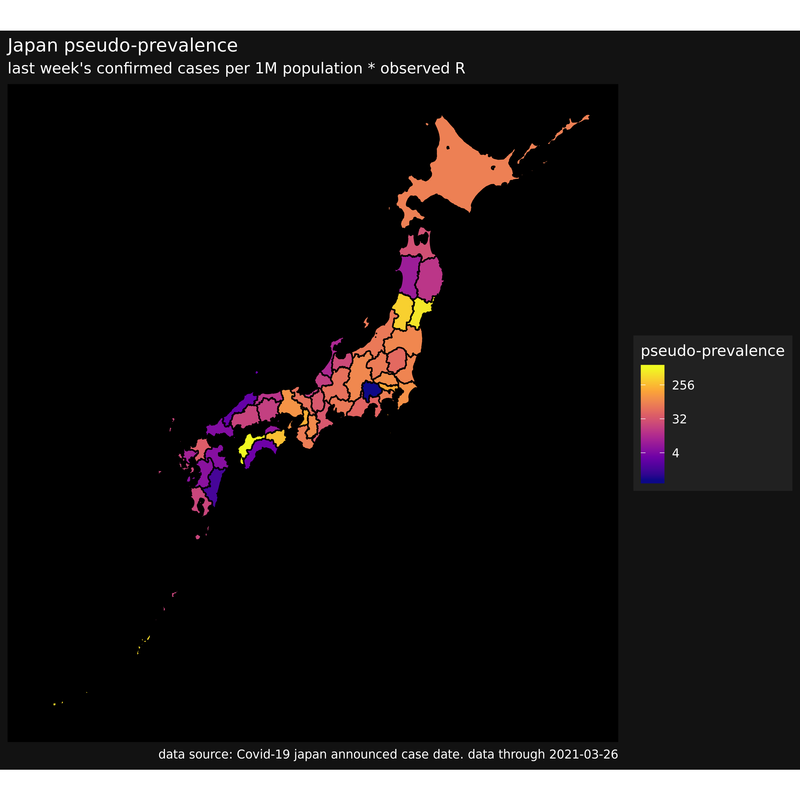 Japan pseudo-prevalence
last week's confirmed cases per 1M population * observed R
pseudo-prevalence
256
32
4
data source: Covid-19 japan announced case date. data through 2021-03-26